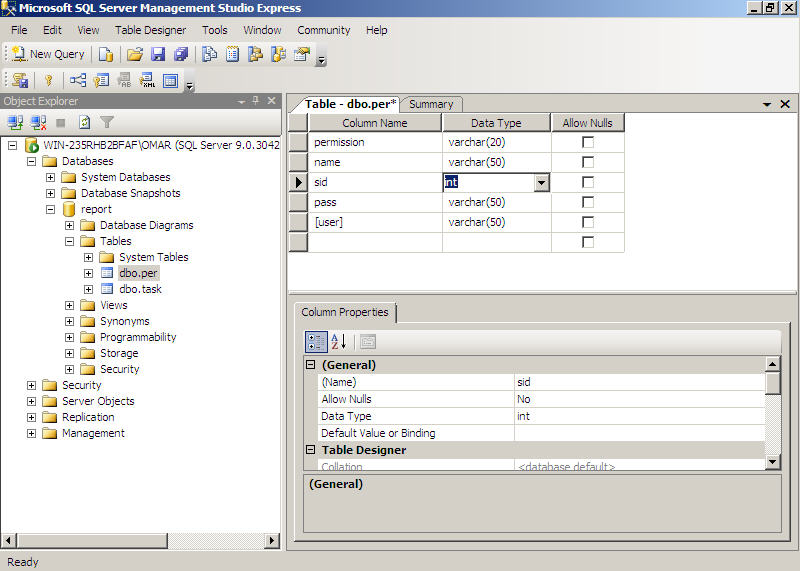 Microsoft SQL Server Management Studio Express
File Edit View Table Designer Tools Window Community Help
New Query
Object Explorer
WIN-235RHB2BFAF\OMAR (SQL Server 9.0.3042
Databases
System Databases
Database Snapshots
report
Database Diagrams
Tables
System Tables
dbo.per
dbo.task
Views
Synonyms
Programmability
Storage
Security
Security
Server Objects
Replication
Management
Table - dbo.per* Summary
Column Name Data Type Allow Nulls
permission varchar(20)
name varchar(50)
sid int
pass varchar(50)
[user] varchar(50)
Column Properties
(General)
(Name) sid
Allow Nulls No
Data Type int
Default Value or Binding
Table Designer
Collation <database default>
(General)
Ready